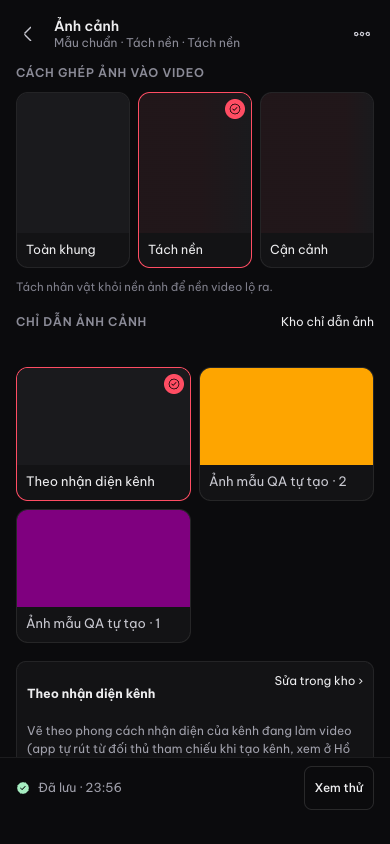 Ảnh cảnh
Mẫu chuẩn · Tách nền · Tách nền
CÁCH GHÉP ẢNH VÀO VIDEO
Toàn khung
Tách nền
Cận cảnh
Tách nhân vật khỏi nền ảnh để nền video lộ ra.
CHỈ DẪN ẢNH CẢNH
Kho chỉ dẫn ảnh
Theo nhận diện kênh
Ảnh mẫu QA tự tạo · 2
Ảnh mẫu QA tự tạo · 1
Sửa trong kho ›
Theo nhận diện kênh
Vẽ theo phong cách nhận diện của kênh đang làm video
(app tự rút từ đối thủ tham chiếu khi tạo kênh, xem ở Hồ
Đã lưu · 23:56
Xem thử